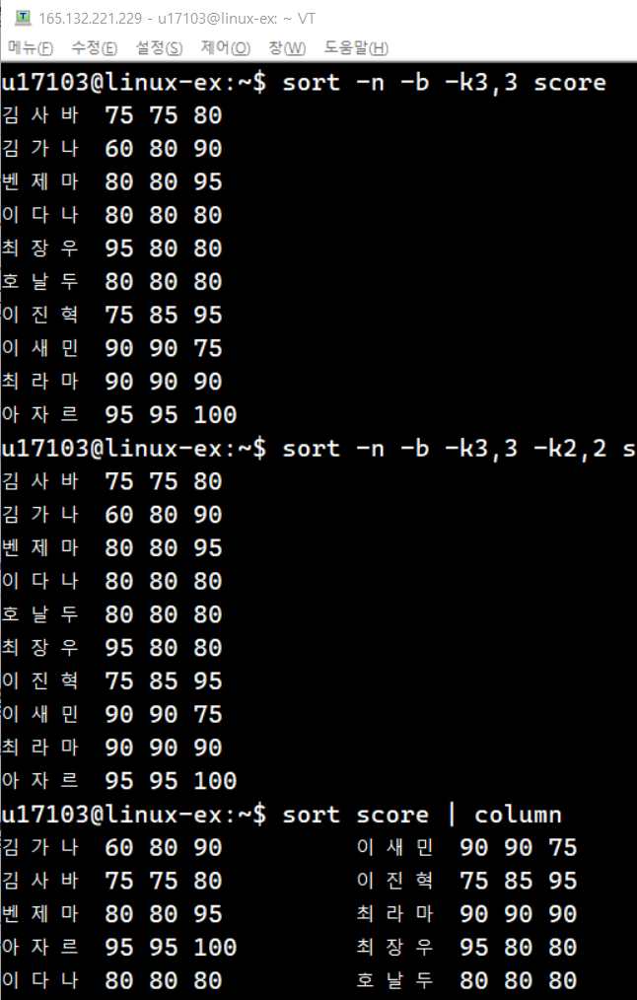 165.132.221.229 - u17103@linux-ex: ~ VT
메뉴(F) 수정(E) 설정(S) 제어(O) 창(W) 도움말(H)
u17103@linux-ex:~$ sort -n -b -k3,3 score
김사바 75 75 80
김가나 60 80 90
벤제마 80 80 95
이다나 80 80 80
최장우 95 80 80
호날두 80 80 80
이진혁 75 85 95
이새민 90 90 75
최라마 90 90 90
아자르 95 95 100
u17103@linux-ex:~$ sort -n -b -k3,3 -k2,2 s
김사바 75 75 80
김가나 60 80 90
벤제마 80 80 95
이다나 80 80 80
호날두 80 80 80
최장우 95 80 80
이진혁 75 85 95
이새민 90 90 75
최라마 90 90 90
아자르 95 95 100
u17103@linux-ex:~$ sort score | column
김가나 60 80 90 이새민 90 90 75
김사바 75 75 80 이진혁 75 85 95
벤제마 80 80 95 최라마 90 90 90
아자르 95 95 100 최장우 95 80 80
이다나 80 80 80 호날두 80 80 80